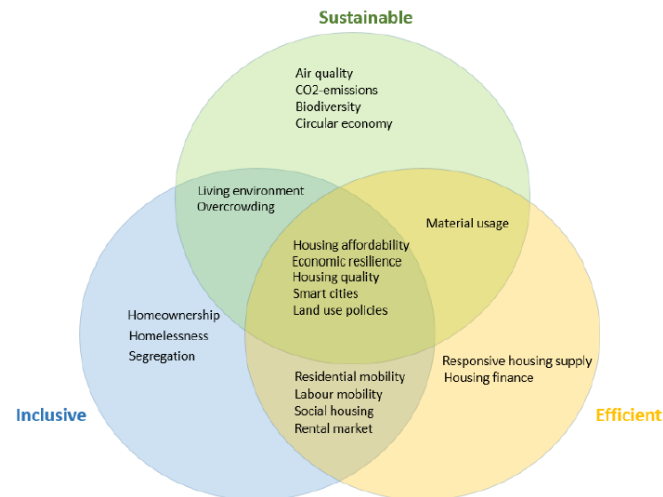 Sustainable
Air quality
CO2-emissions
Biodiversity
Circular economy
Living environment
Overcrowding
Material usage
Housing affordability
Economic resilience
Housing quality
Smart cities
Land use policies
Homeownership
Homelessness
Segregation
Responsive housing supply
Housing finance
Residential mobility
Labour mobility
Social housing
Rental market
Inclusive
Efficient